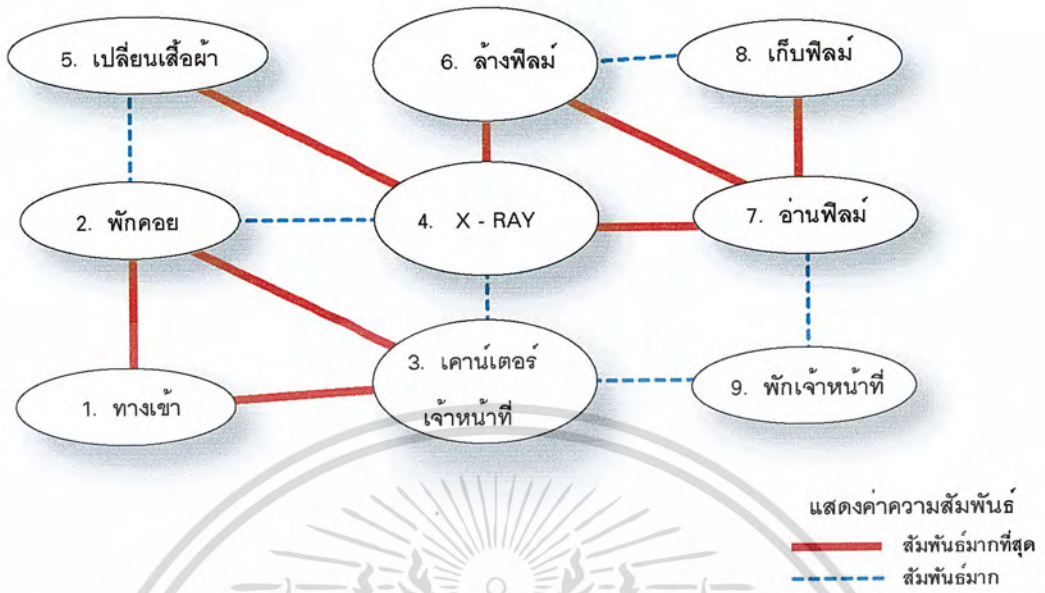 5. เปลี่ยนเสื้อผ้า
6. ล้างฟิลม์
8. เก็บฟิลม์
2. พักคอย
4. X - RAY
7. อ่านฟิลม์
1. ทางเข้า
3. เคาน์เตอร์
เจ้าหน้าที่
9. พักเจ้าหน้าที่
แสดงค่าความสัมพันธ์
สัมพันธ์มากที่สุด
สัมพันธ์มาก